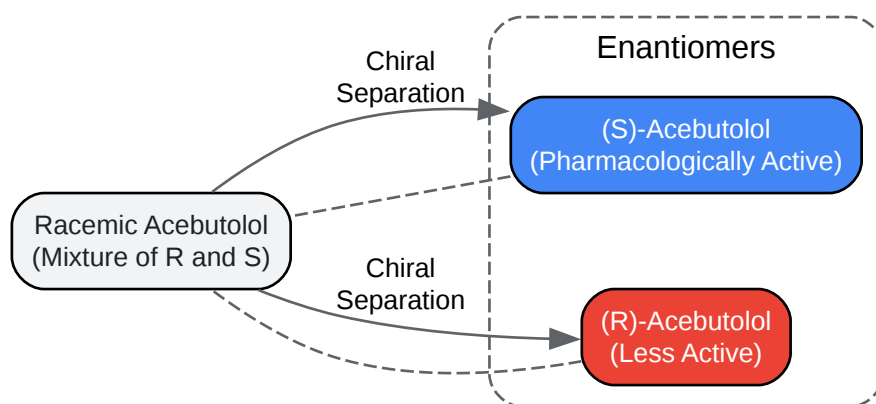 Enantiomers
Chiral
Separation
(S)-Acebutolol
(Pharmacologically Active)
Racemic Acebutolol
(Mixture of R and S)
Chiral
Separation
(R)-Acebutolol
(Less Active)